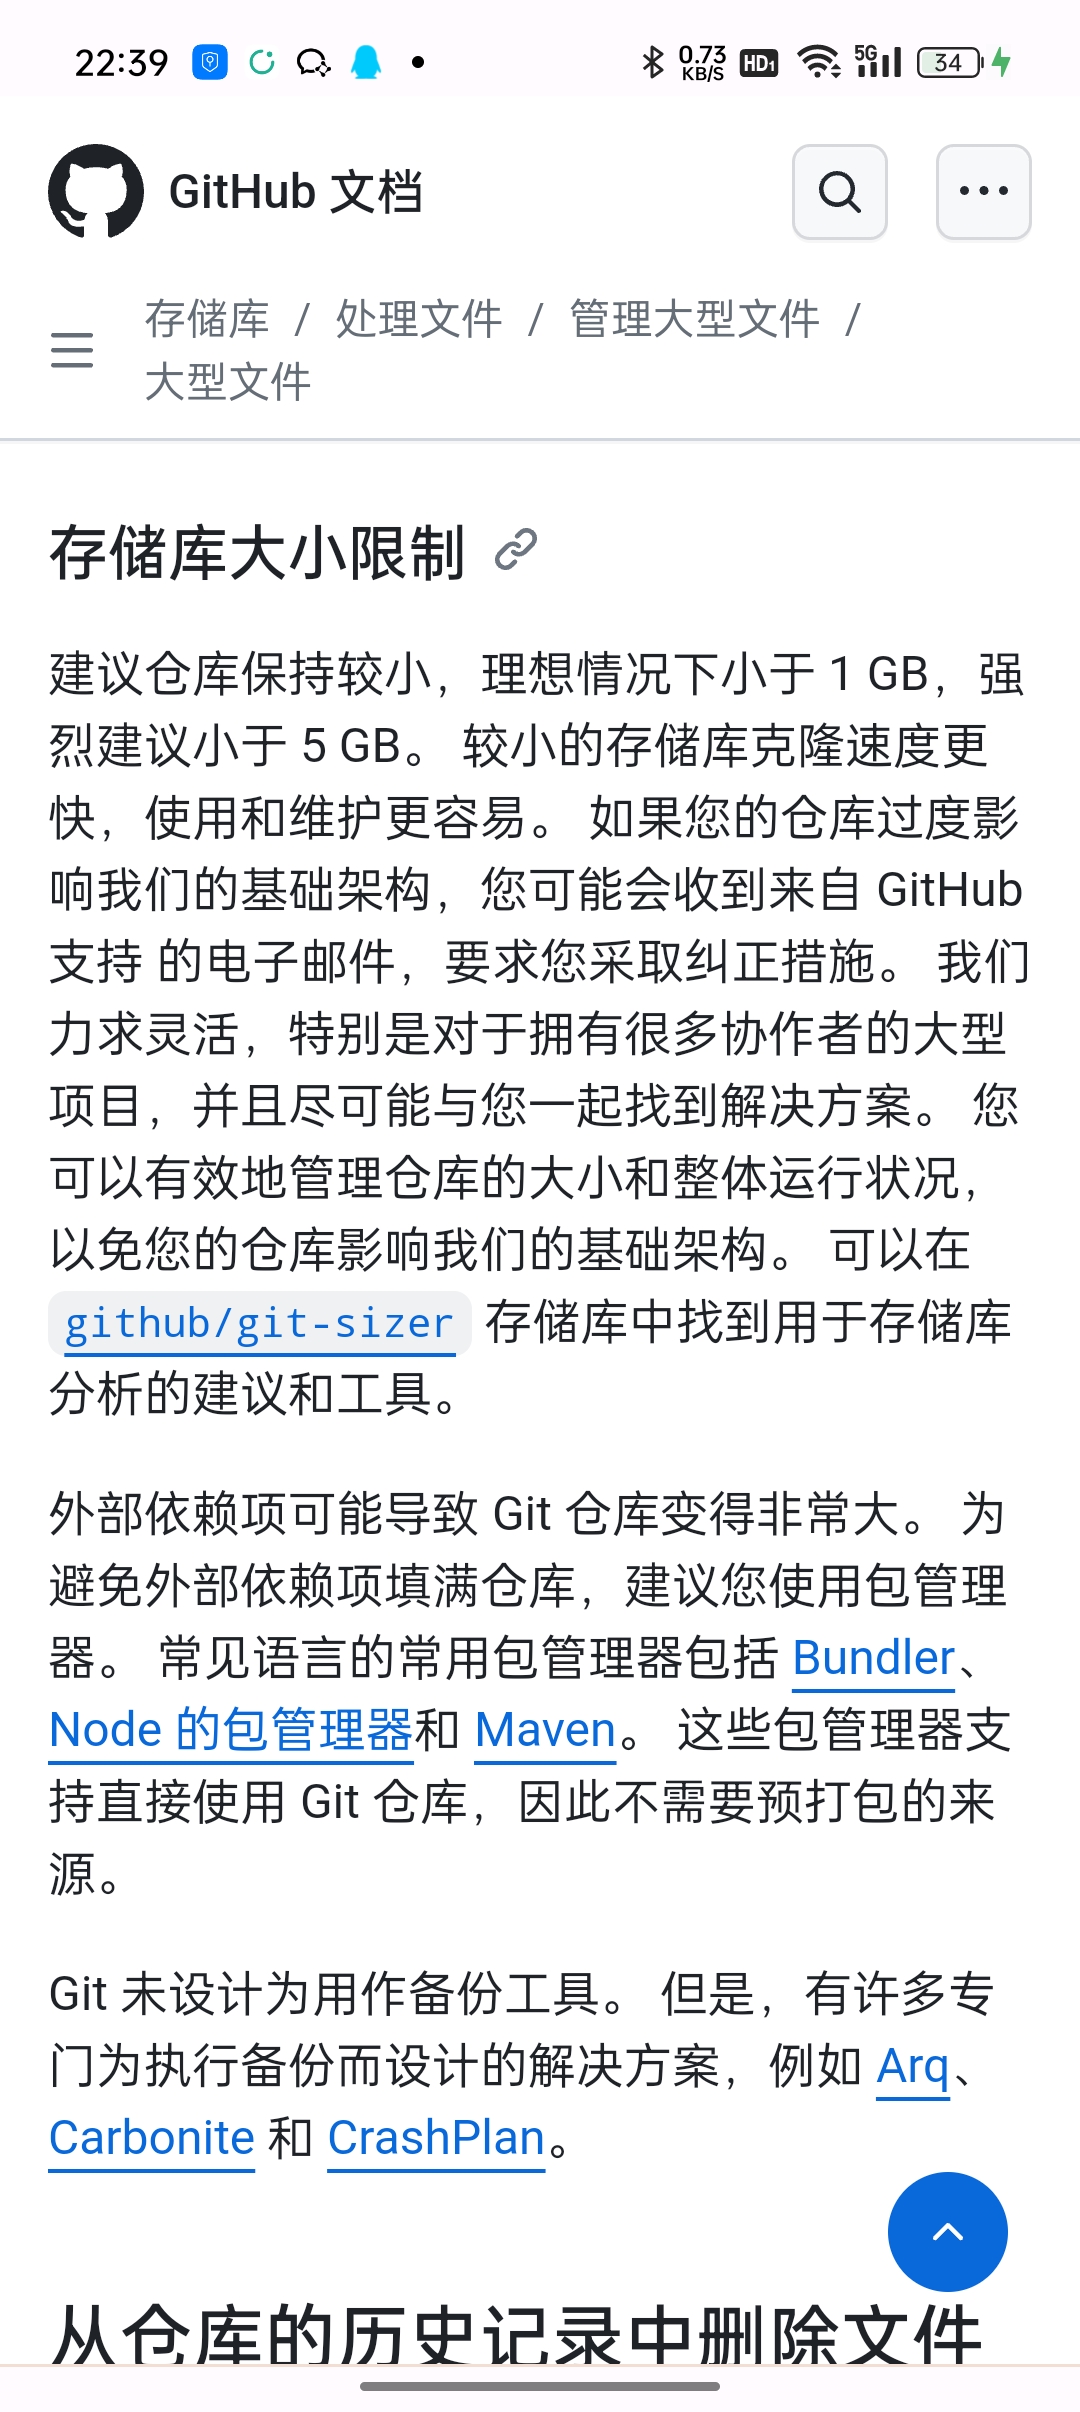 22:39
0.73 KB/S HD1 5G 34
GitHub 文档
存储库 / 处理文件 / 管理大型文件 /
大型文件
存储库大小限制
建议仓库保持较小，理想情况下小于 1 GB，强
烈建议小于 5 GB。 较小的存储库克隆速度更
快，使用和维护更容易。 如果您的仓库过度影
响我们的基础架构，您可能会收到来自 GitHub
支持 的电子邮件，要求您采取纠正措施。 我们
力求灵活，特别是对于拥有很多协作者的大型
项目，并且尽可能与您一起找到解决方案。 您
可以有效地管理仓库的大小和整体运行状况，
以免您的仓库影响我们的基础架构。 可以在
github/git-sizer 存储库中找到用于存储库
分析的建议和工具。
外部依赖项可能导致 Git 仓库变得非常大。 为
避免外部依赖项填满仓库，建议您使用包管理
器。 常见语言的常用包管理器包括 Bundler、
Node 的包管理器和 Maven。 这些包管理器支
持直接使用 Git 仓库，因此不需要预打包的来
源。
Git 未设计为用作备份工具。 但是，有许多专
门为执行备份而设计的解决方案，例如 Arq、
Carbonite 和 CrashPlan。
从仓库的历史记录中删除文件